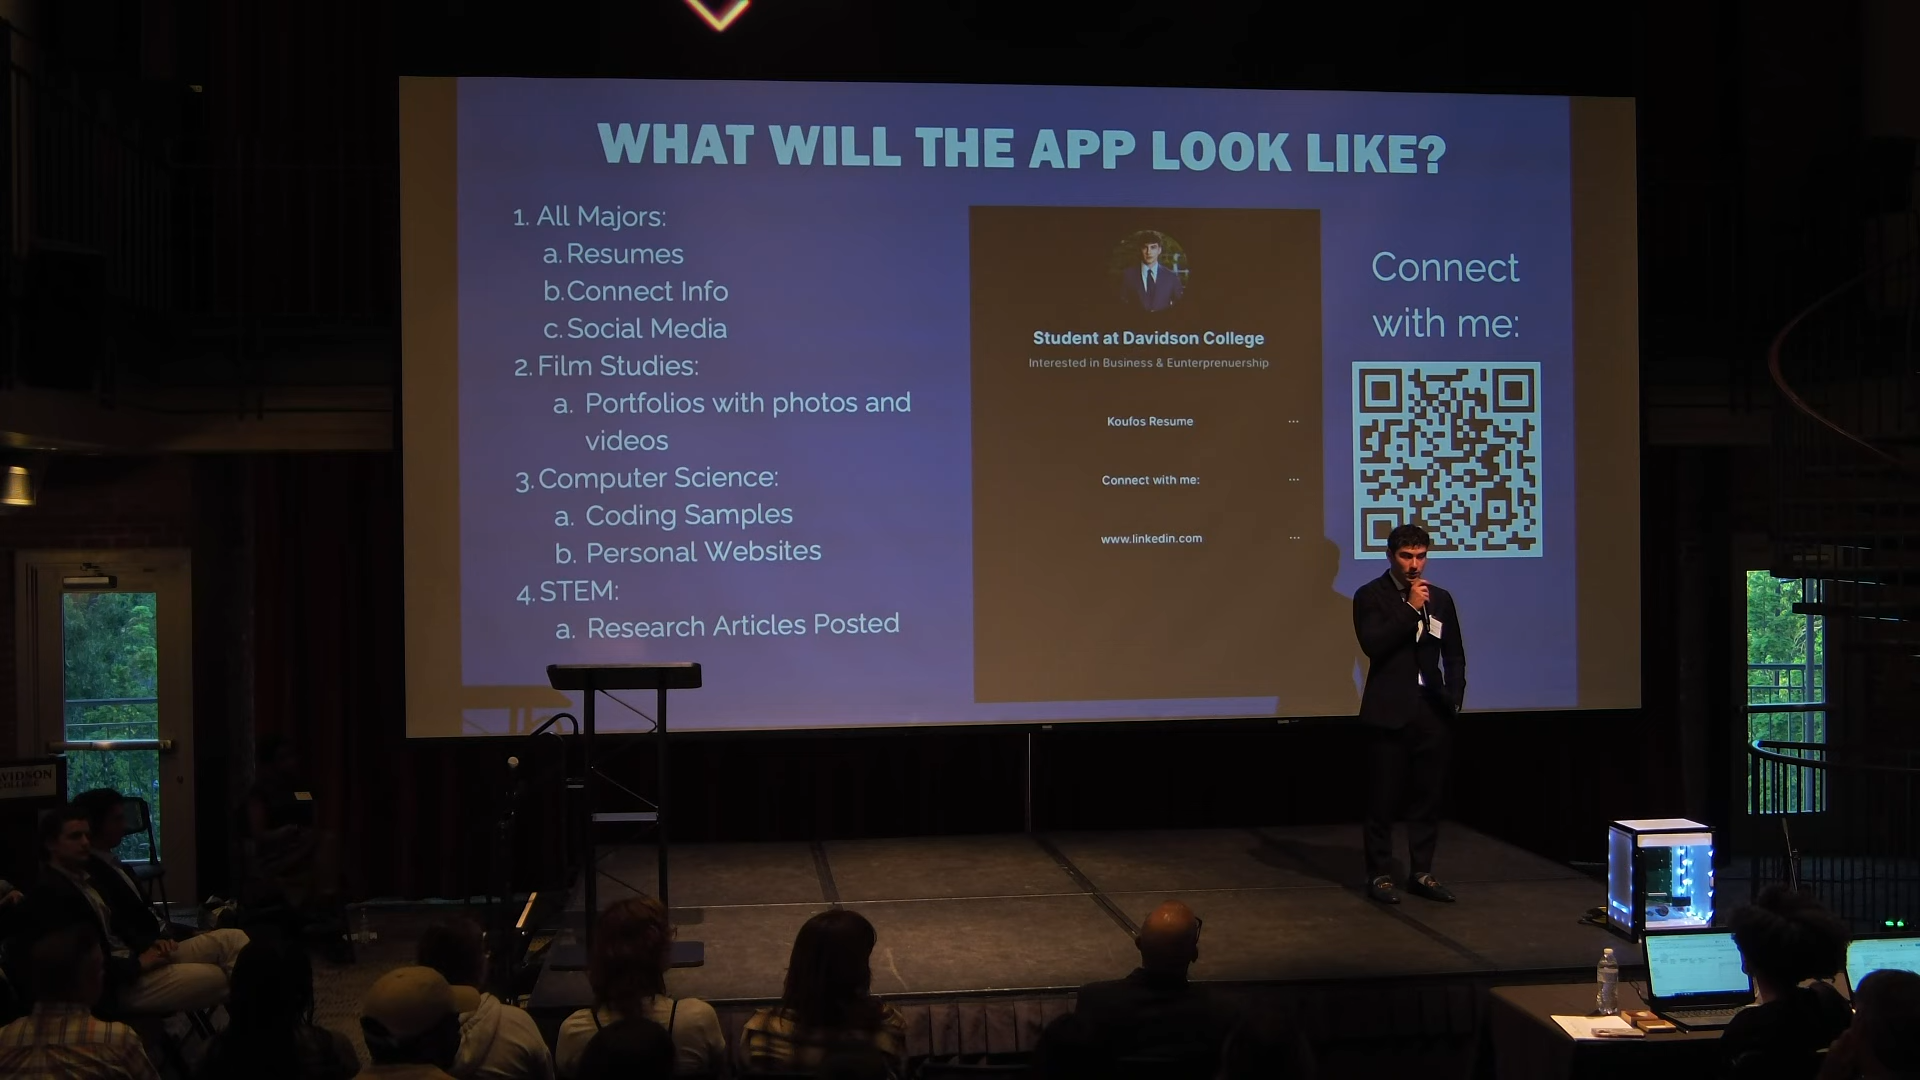 WHAT WILL THE APP LOOK LIKE?
1. All Majors:
a. Resumes
b. Connect Info
c. Social Media
2. Film Studies:
a. Portfolios with photos and
videos
3. Computer Science:
a. Coding Samples
b. Personal Websites
4. STEM:
a. Research Articles Posted
Student at Davidson College
Interested in Business & Eunterprenuership
Koufos Resume ...
Connect with me: ...
www.linkedin.com ...
Connect
with me:
VIDSON
COLLEGE